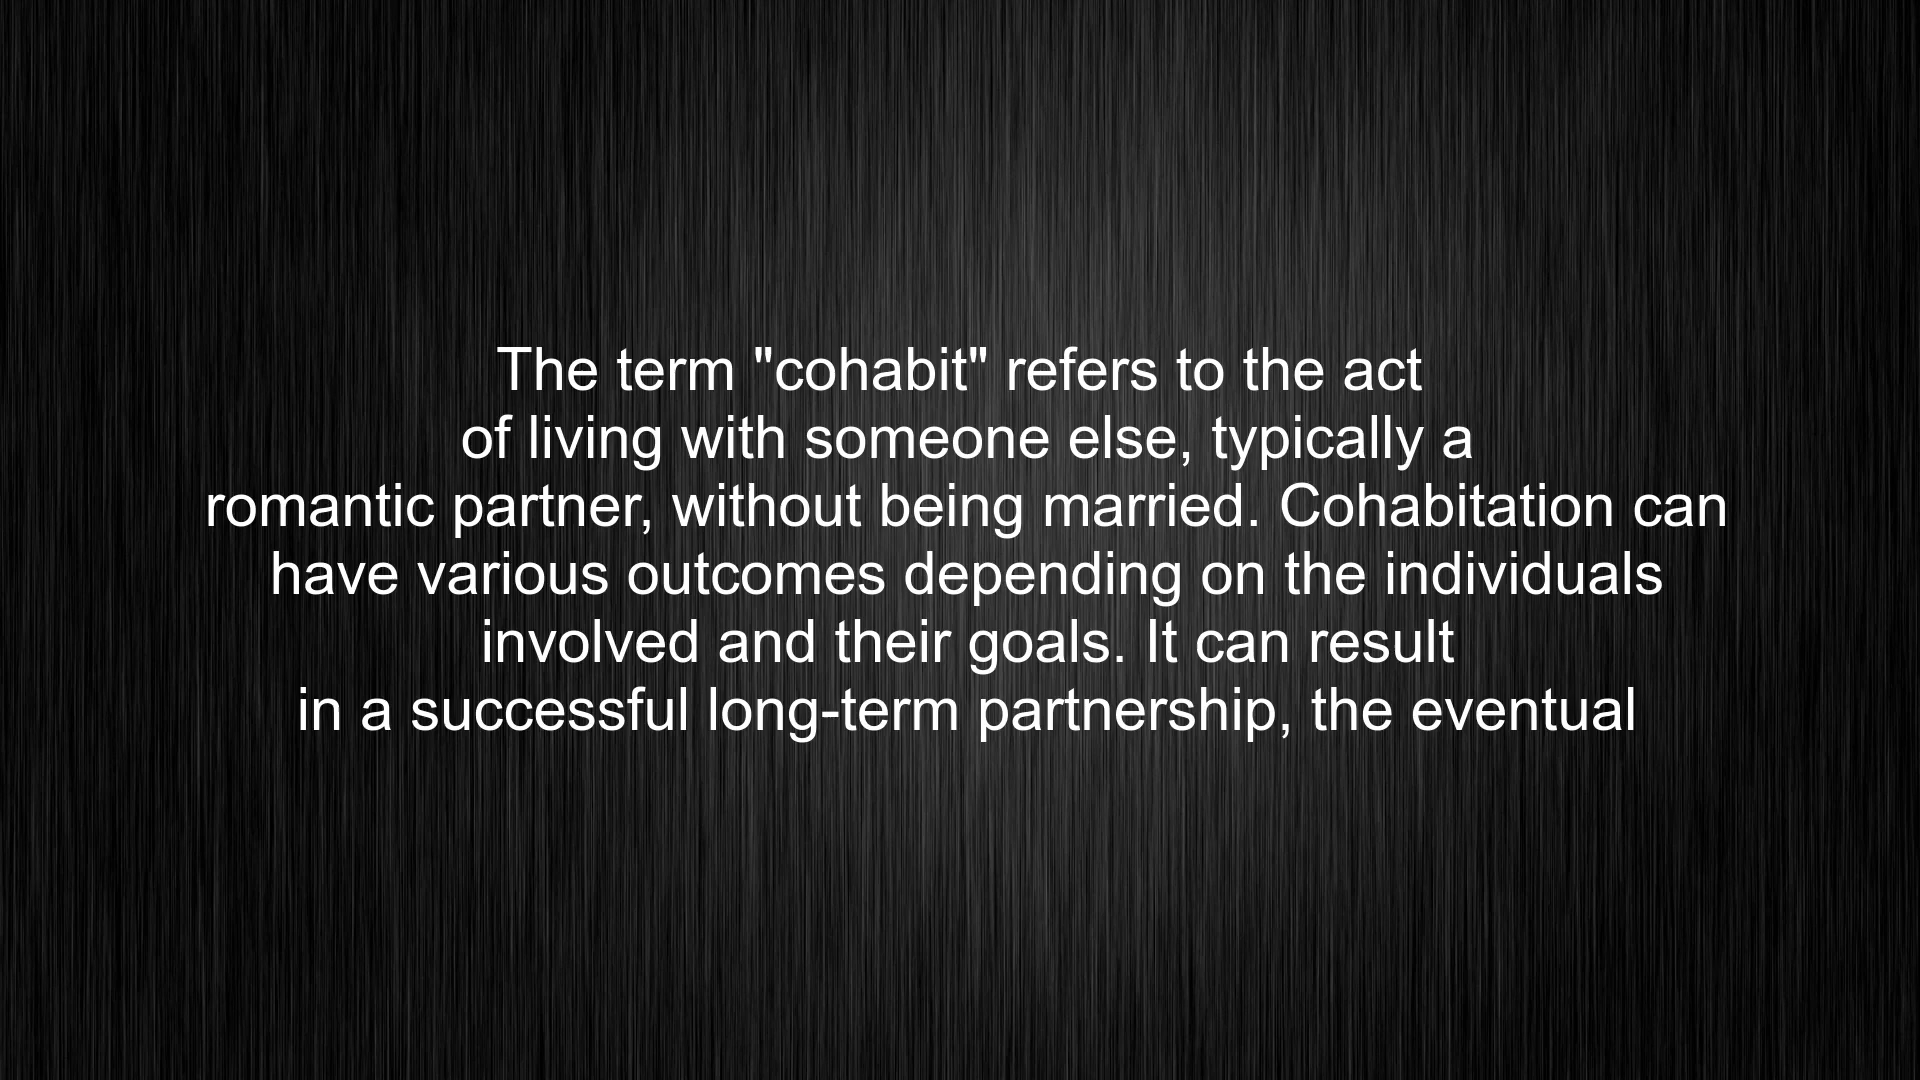 The term "cohabit" refers to the act
of living with someone else, typically a
romantic partner, without being married. Cohabitation can
have various outcomes depending on the individuals
involved and their goals. It can result
in a successful long-term partnership, the eventual